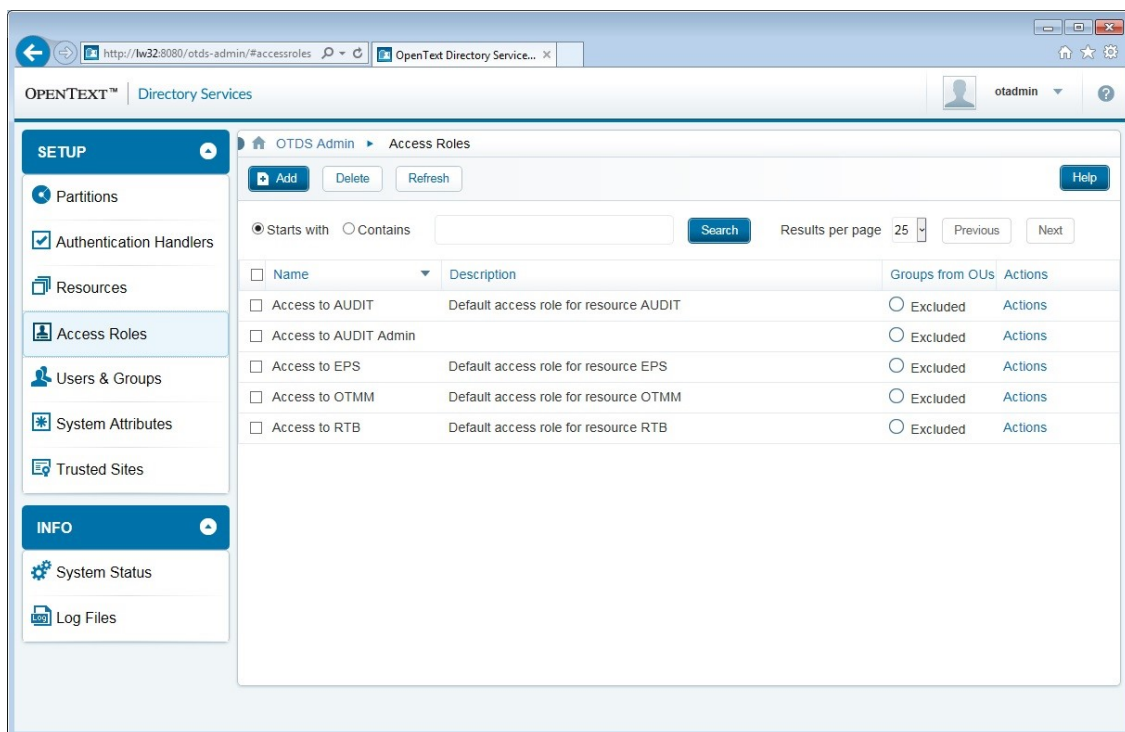 http://lw32:8080/otds-admin/#accessroles
OpenText Directory Service...
OPENTEXT™ | Directory Services
otadmin
SETUP
Partitions
Authentication Handlers
Resources
Access Roles
Users & Groups
System Attributes
Trusted Sites
INFO
System Status
Log Files
Log
OTDS Admin Access Roles
Add Delete Refresh Help
Starts with Contains Search Results per page 25 Previous Next
Name Description Groups from OUs Actions
Access to AUDIT Default access role for resource AUDIT Excluded Actions
Access to AUDIT Admin Excluded Actions
Access to EPS Default access role for resource EPS Excluded Actions
Access to OTMM Default access role for resource OTMM Excluded Actions
Access to RTB Default access role for resource RTB Excluded Actions